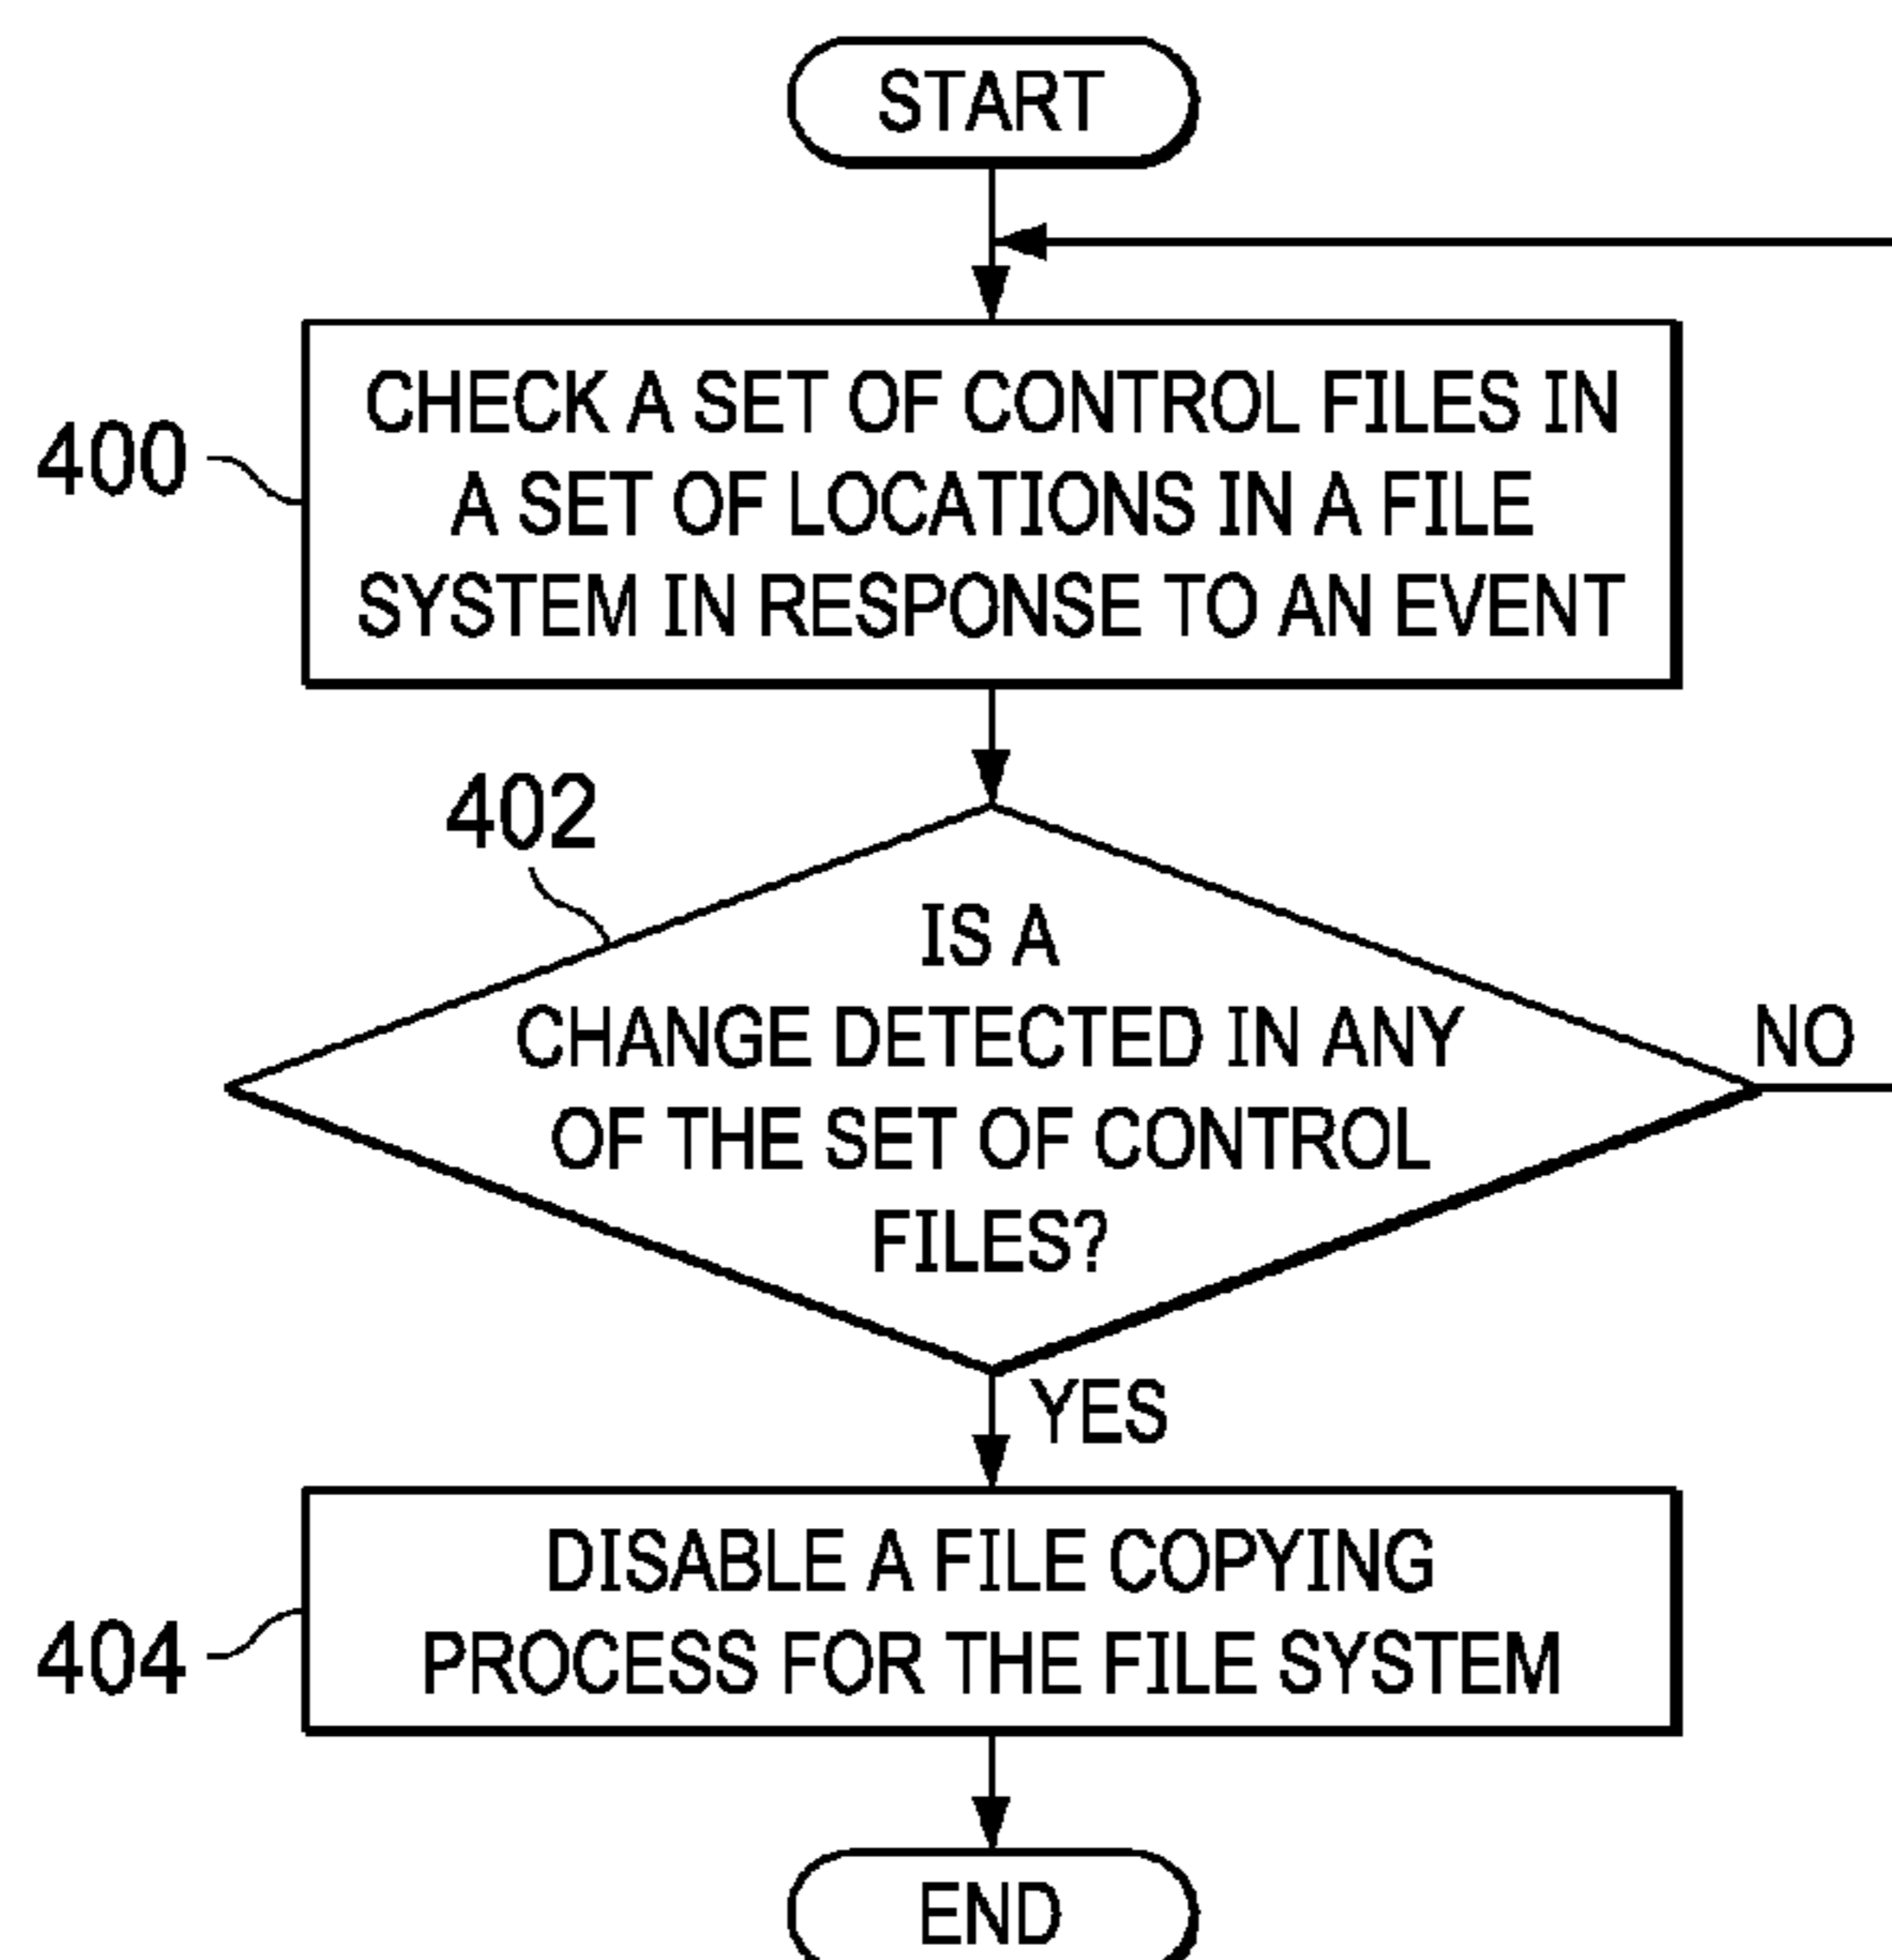 START
CHECK A SET OF CONTROL FILES IN
A SET OF LOCATIONS IN A FILE
SYSTEM IN RESPONSE TO AN EVENT
400
402
IS A
CHANGE DETECTED IN ANY
OF THE SET OF CONTROL
FILES?
NO
YES
DISABLE A FILE COPYING
PROCESS FOR THE FILE SYSTEM
404
END